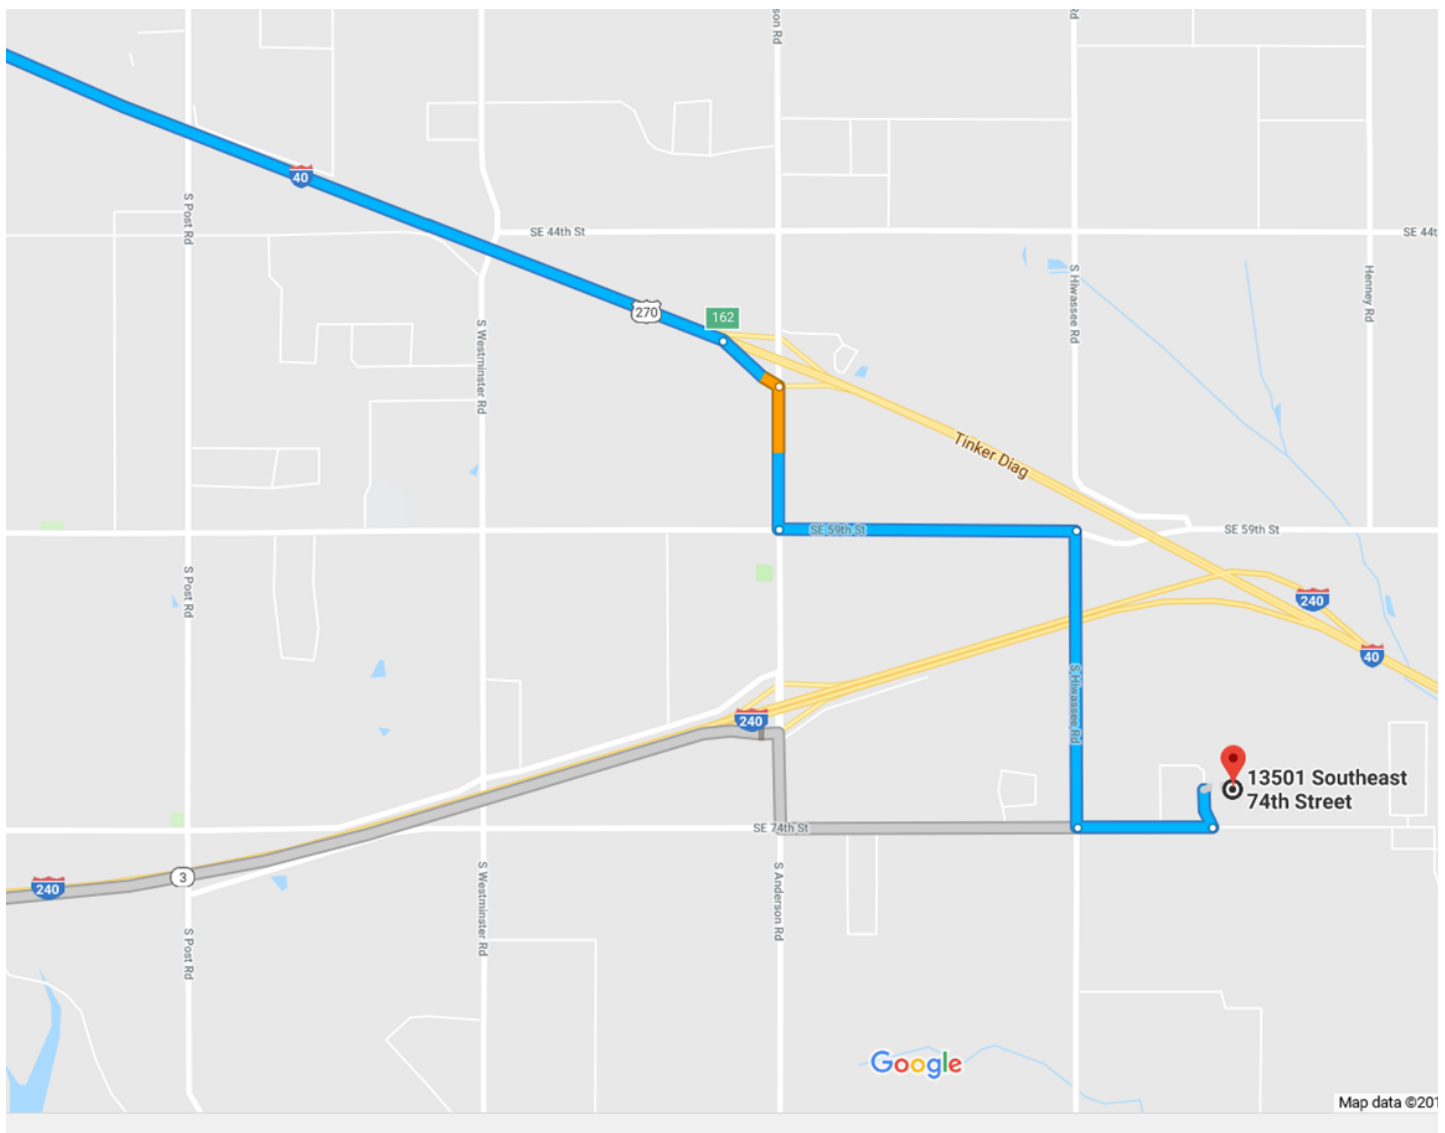 son Rd
Rd
40
S Post Rd
SE 44th St
SE 44t
S Hiwassee Rd
Henney Rd
270
162
S Westminster Rd
Tinker Diag
SE 59th St
SE 59th St
S Post Rd
240
40
S Hiwassee Rd
240
13501 Southeast
74th Street
SE 74th St
3
240
S Westminster Rd
S Anderson Rd
S Post Rd
Google
Map data ©201